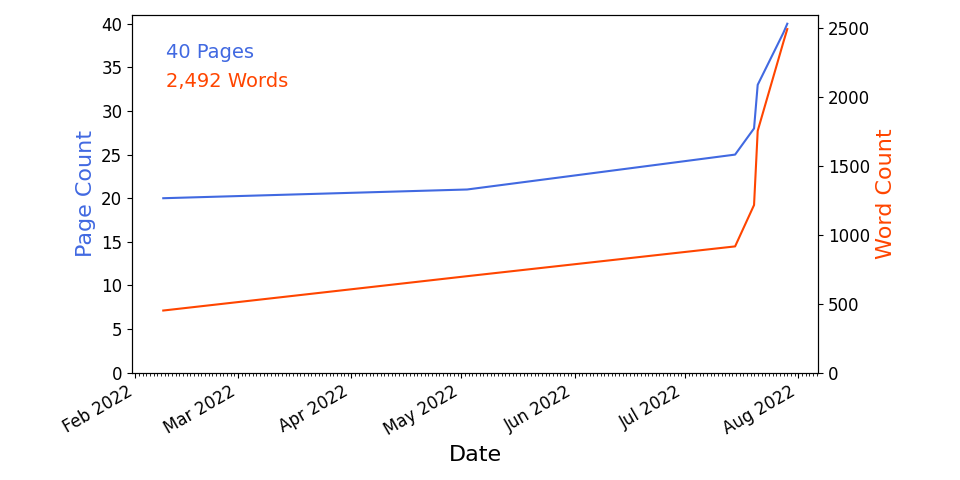 40 Pages
2,492 Words
Page Count
40
35
30
25
20
15
10
5
0
2500
2000
1500
1000
500
0
Word Count
Feb 2022
Mar 2022
Apr 2022
May 2022
Jun 2022
Jul 2022
Aug 2022
Date